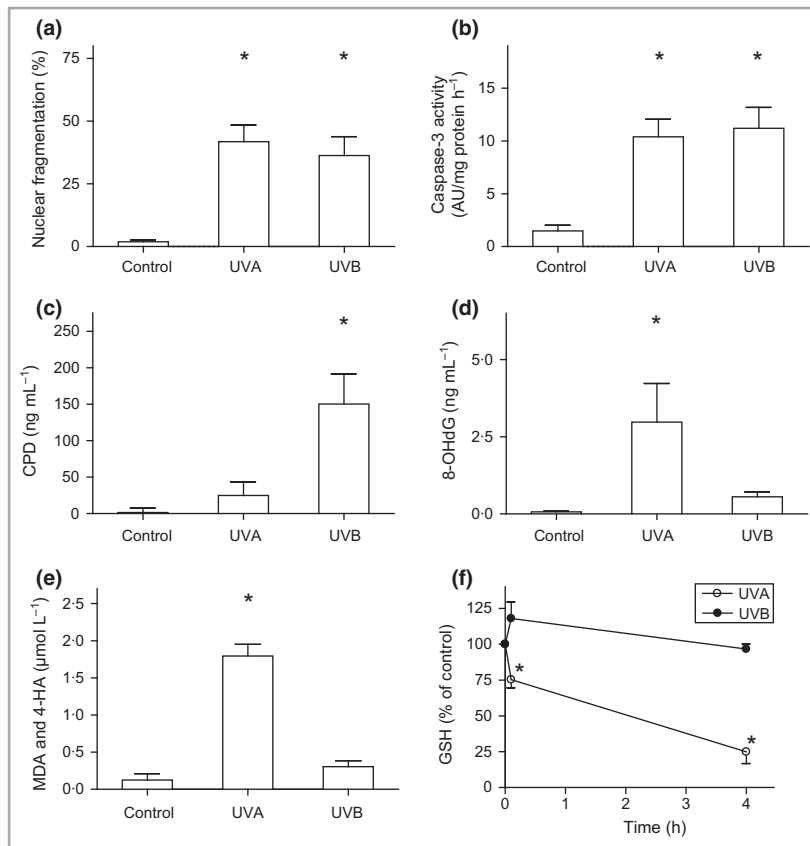 (a)
Nuclear fragmentation (%)
75
50
25
0
*
*
Control
UVA
UVB
(b)
Caspase-3 activity
(AU/mg protein h⁻¹)
15
10
5
0
*
*
Control
UVA
UVB
(c)
CPD (ng mL⁻¹)
250
200
150
100
50
0
*
Control
UVA
UVB
(d)
8-OHdG (ng mL⁻¹)
5·0
2·5
0·0
*
Control
UVA
UVB
(e)
MDA and 4-HA (µmol L⁻¹)
2·5
2·0
1·5
1·0
0·5
0·0
*
Control
UVA
UVB
(f)
GSH (% of control)
125
100
75
50
25
0
UVA
UVB
*
*
0
1
2
3
4
Time (h)